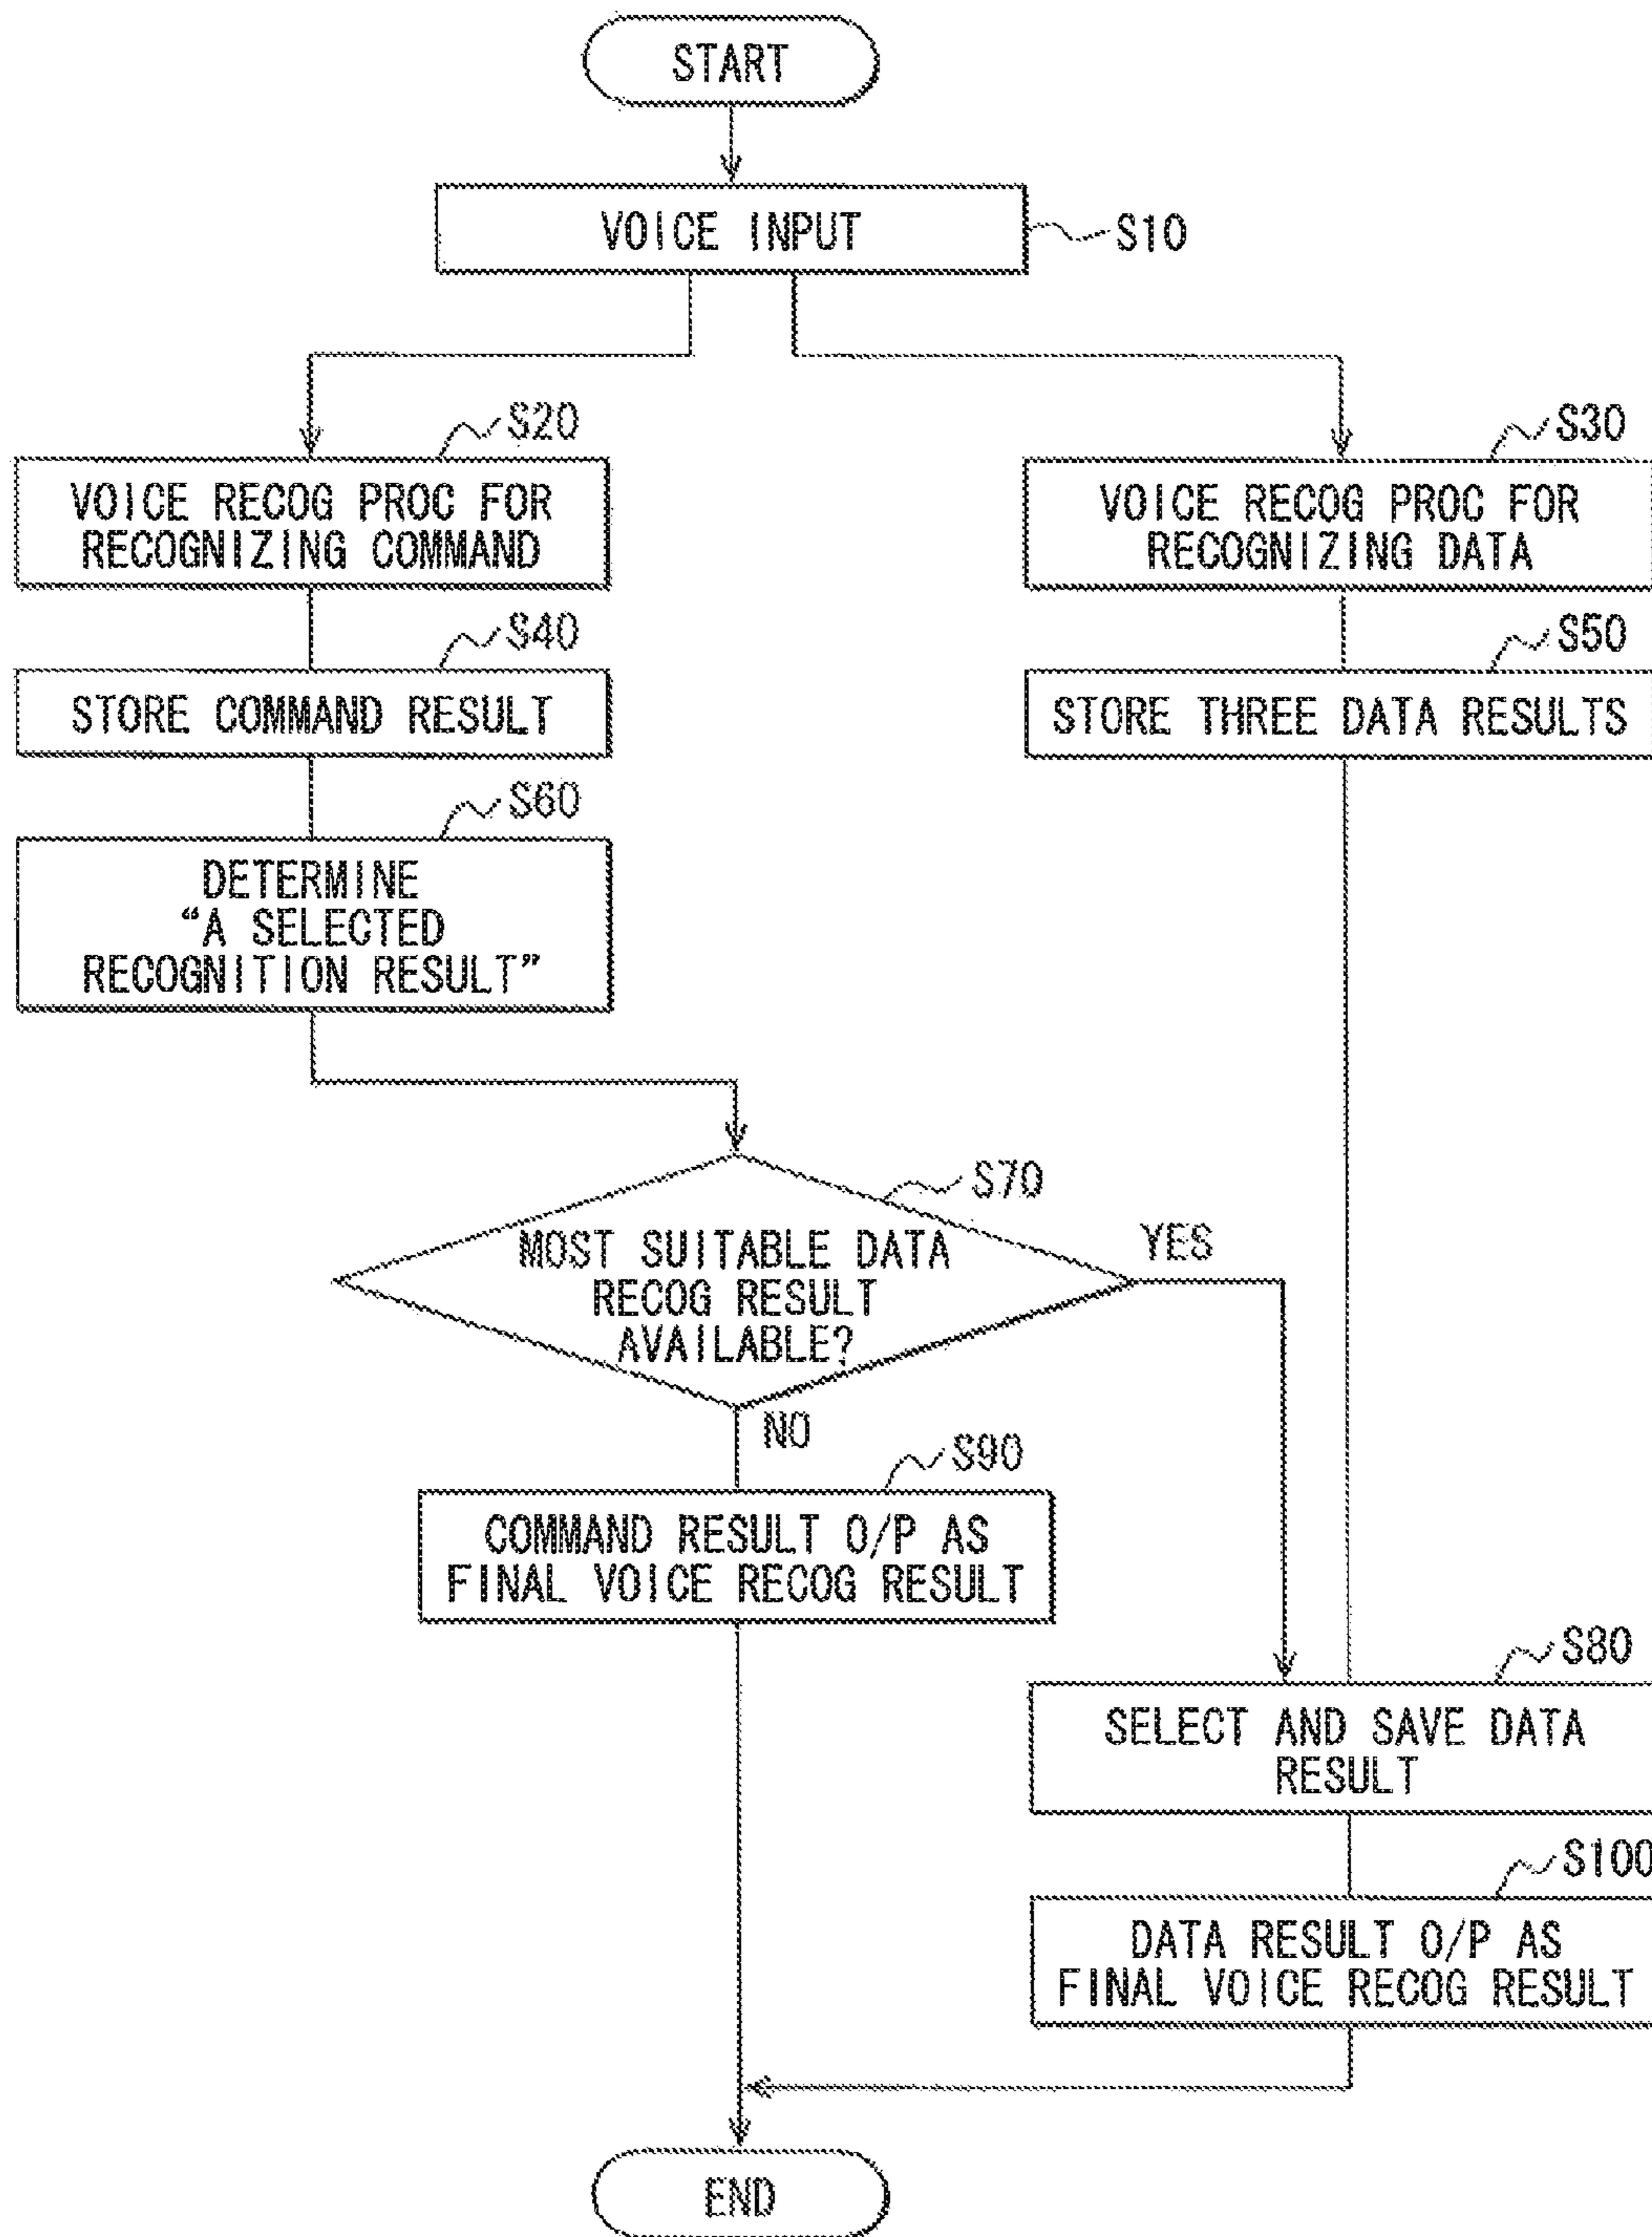 START
VOICE INPUT
S10
S20
VOICE RECOG PROC FOR
RECOGNIZING COMMAND
S30
VOICE RECOG PROC FOR
RECOGNIZING DATA
S40
STORE COMMAND RESULT
S50
STORE THREE DATA RESULTS
S60
DETERMINE
“A SELECTED
RECOGNITION RESULT”
S70
MOST SUITABLE DATA
RECOG RESULT
AVAILABLE?
YES
NO
S90
COMMAND RESULT O/P AS
FINAL VOICE RECOG RESULT
S80
SELECT AND SAVE DATA
RESULT
S100
DATA RESULT O/P AS
FINAL VOICE RECOG RESULT
END